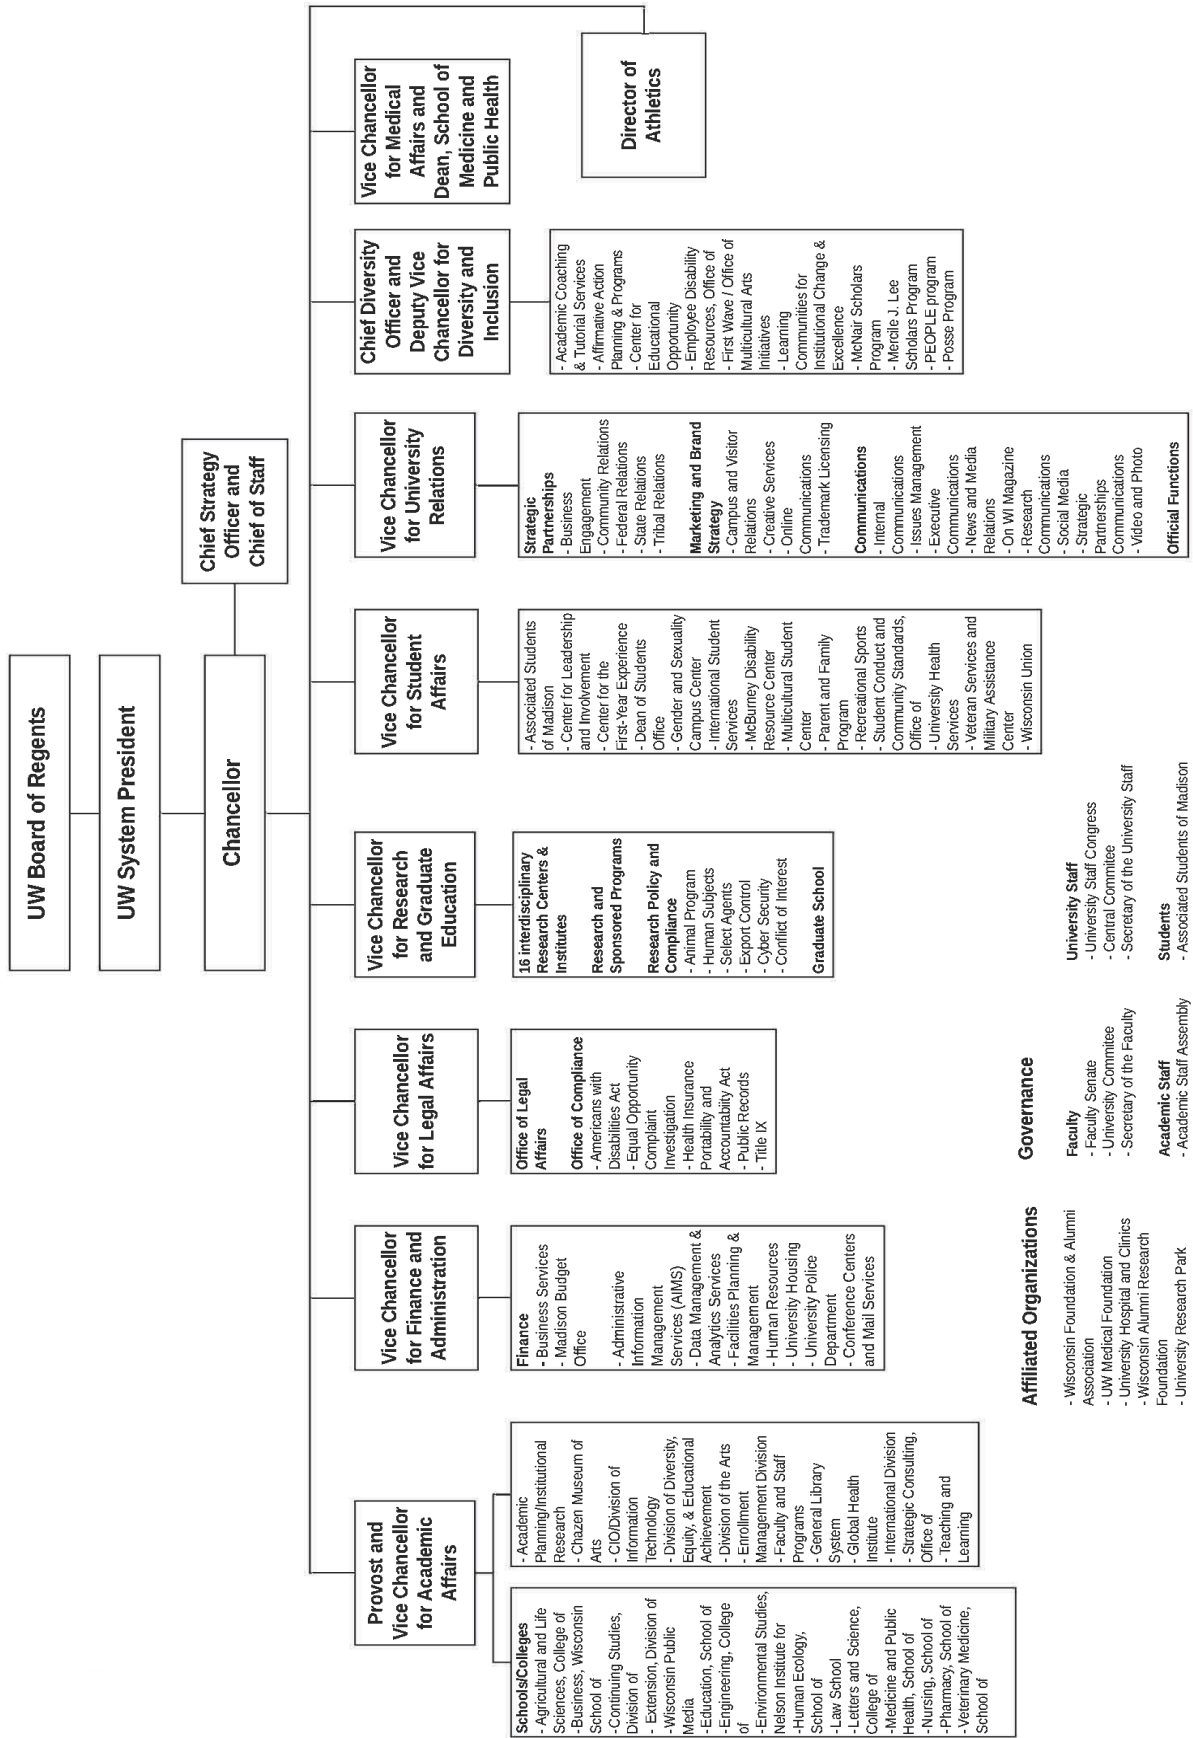 UW Board of Regents
UW System President
Chancellor
Chief Strategy
Officer and
Chief of Staff
Provost and
Vice Chancellor
for Academic
Affairs
Schools/Colleges
- Agricultural and Life
Sciences, College of
-Business, Wisconsin
School of
-Continuing Studies,
Division of
- Extension, Division of
-Wisconsin Public
Media
-Education, School of
-Engineering, College
of
-Environmental Studies,
Nelson Institute for
-Human Ecology,
School of
-Law School
-Letters and Science,
College of
-Medicine and Public
Health, School of
-Nursing, School of
-Pharmacy, School of
-Veterinary Medicine,
School of
- Academic
Planning/Institutional
Research
- Chazen Museum of
Arts
- CIO/Division of
Information
Technology
- Division of Diversity,
Equity, & Educational
Achievement
- Division of the Arts
- Enrollment
Management Division
- Faculty and Staff
Programs
- General Library
System
- Global Health
Institute
- International Division
- Strategic Consulting,
Office of
- Teaching and
Learning
Vice Chancellor
for Finance and
Administration
Finance
- Business Services
- Madison Budget
Office
- Administrative
Information
Management
Services (AIMS)
- Data Management &
Analytics Services
- Facilities Planning &
Management
- Human Resources
- University Housing
- University Police
Department
- Conference Centers
and Mail Services
Vice Chancellor
for Legal Affairs
Office of Legal
Affairs
Office of Compliance
- Americans with
Disabilities Act
- Equal Opportunity
Complaint
Investigation
- Health Insurance
Portability and
Accountability Act
- Public Records
- Title IX
Vice Chancellor
for Research
and Graduate
Education
16 interdisciplinary
Research Centers &
Institutes
Research and
Sponsored Programs
Research Policy and
Compliance
- Animal Program
- Human Subjects
- Select Agents
- Export Control
- Cyber Security
- Conflict of Interest
Graduate School
Vice Chancellor
for Student
Affairs
- Associated Students
of Madison
- Center for Leadership
and Involvement
- Center for the
First-Year Experience
- Dean of Students
Office
- Gender and Sexuality
Campus Center
- International Student
Services
- McBurney Disability
Resource Center
- Multicultural Student
Center
- Parent and Family
Program
- Recreational Sports
- Student Conduct and
Community Standards,
Office of
- University Health
Services
- Veteran Services and
Military Assistance
Center
- Wisconsin Union
Vice Chancellor
for University
Relations
Strategic
Partnerships
- Business
Engagement
- Community Relations
- Federal Relations
- State Relations
- Tribal Relations
Marketing and Brand
Strategy
- Campus and Visitor
Relations
- Creative Services
- Online
Communications
- Trademark Licensing
Communications
- Internal
Communications
- Issues Management
- Executive
Communications
- News and Media
Relations
- On WI Magazine
- Research
Communications
- Social Media
- Strategic
Partnerships
Communications
- Video and Photo
Official Functions
Chief Diversity
Officer and
Deputy Vice
Chancellor for
Diversity and
Inclusion
- Academic Coaching
& Tutorial Services
- Affirmative Action
Planning & Programs
- Center for
Educational
Opportunity
- Employee Disability
Resources, Office of
- First Wave / Office of
Multicultural Arts
Initiatives
- Learning
Communities for
Institutional Change &
Excellence
- McNair Scholars
Program
- Mercile J. Lee
Scholars Program
- PEOPLE program
- Posse Program
Vice Chancellor
for Medical
Affairs and
Dean, School of
Medicine and
Public Health
Director of
Athletics
Affiliated Organizations
- Wisconsin Foundation & Alumni
Association
- UW Medical Foundation
- University Hospital and Clinics
- Wisconsin Alumni Research
Foundation
- University Research Park
Governance
Faculty
- Faculty Senate
- University Commitee
- Secretary of the Faculty
Academic Staff
- Academic Staff Assembly
University Staff
- University Staff Congress
- Central Commitee
- Secretary of the University Staff
Students
- Associated Students of Madison